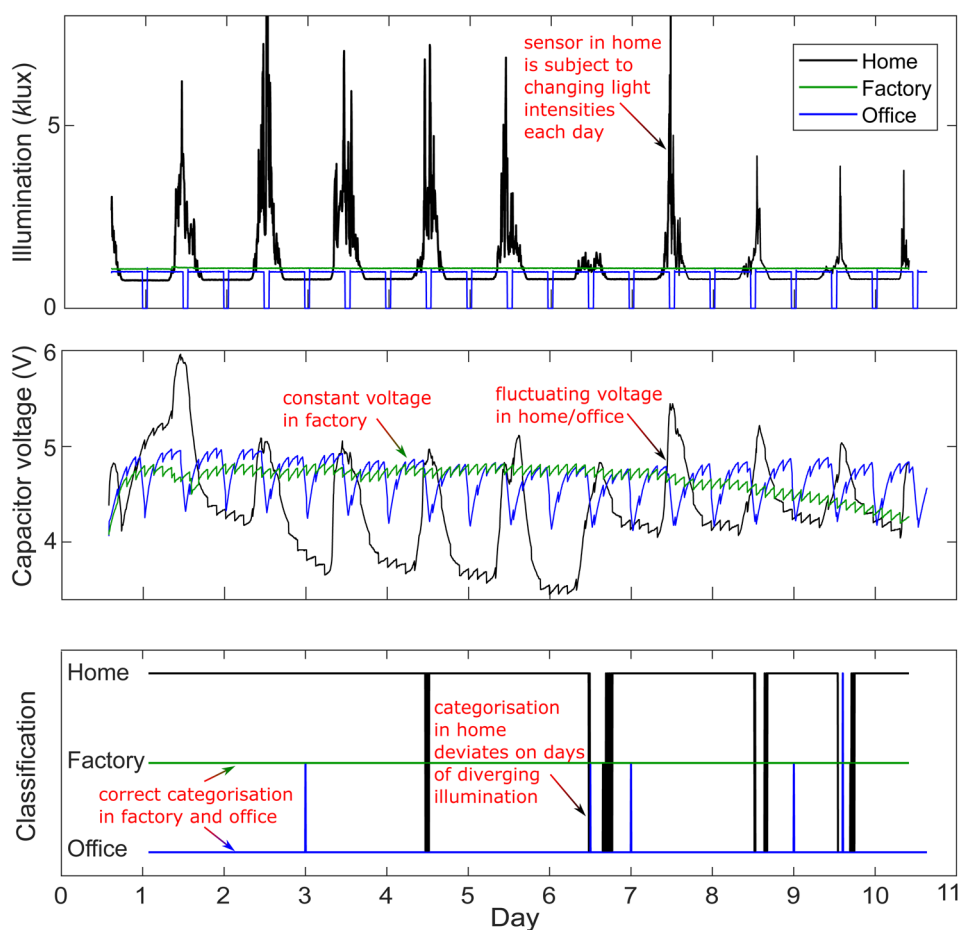 Illumination (klux)
5
0
sensor in home
is subject to
changing light
intensities
each day
Home
Factory
Office
Capacitor voltage (V)
6
5
4
constant voltage
in factory
fluctuating voltage
in home/office
Classification
Home
Factory
Office
correct categorisation
in factory and office
categorisation
in home
deviates on days
of diverging
illumination
0 1 2 3 4 5 6 7 8 9 10 11
Day